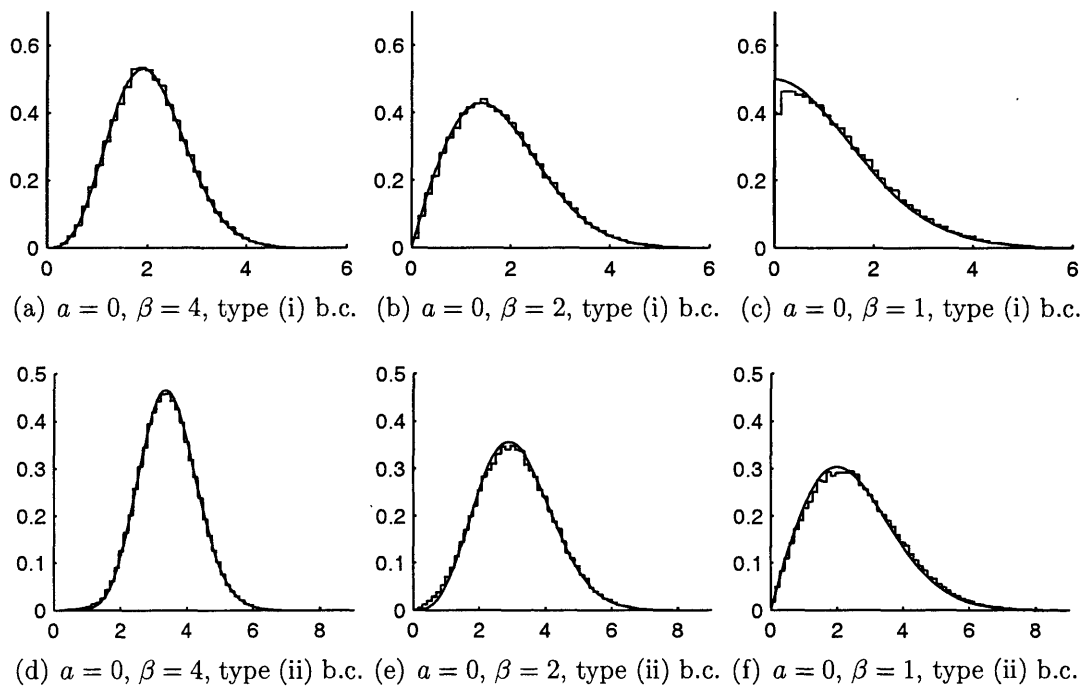 0.6 0.6 0.6
0.4 0.4 0.4
0.2 0.2 0.2
0 0 0
0 2 4 6 0 2 4 6 0 2 4 6
(a) a = 0, β = 4, type (i) b.c. (b) a = 0, β = 2, type (i) b.c. (c) a = 0, β = 1, type (i) b.c.
0.5 0.5 0.5
0.4 0.4 0.4
0.3 0.3 0.3
0.2 0.2 0.2
0.1 0.1 0.1
0 0 0
0 2 4 6 8 0 2 4 6 8 0 2 4 6 8
(d) a = 0, β = 4, type (ii) b.c. (e) a = 0, β = 2, type (ii) b.c. (f) a = 0, β = 1, type (ii) b.c.